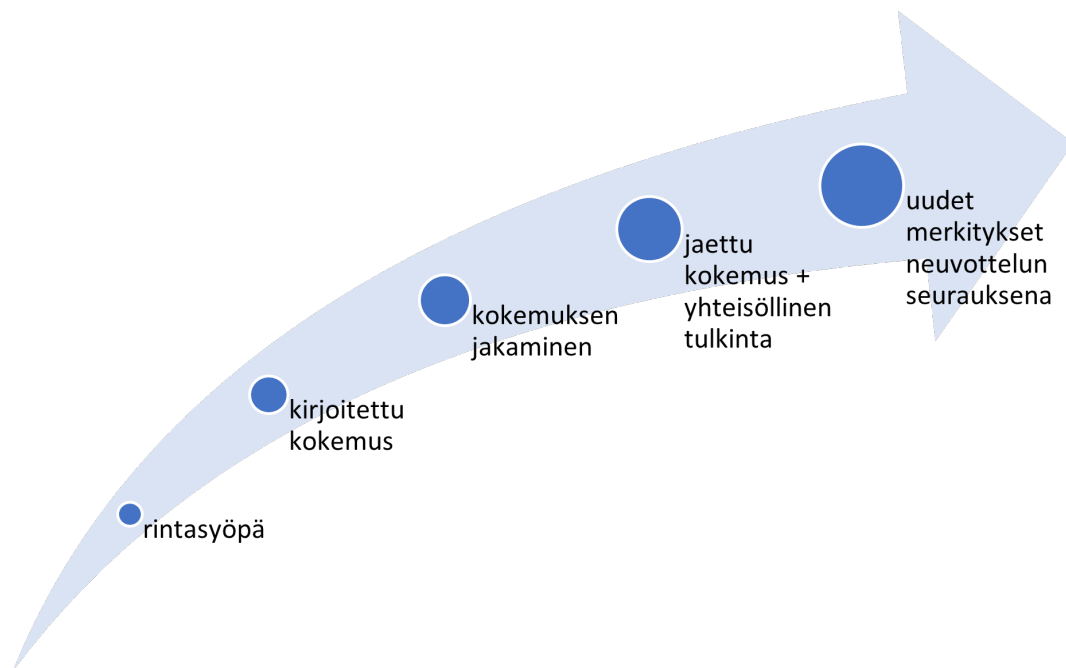 rintasyöpä
kirjoitettu
kokemus
kokemuksen
jakaminen
jaettu
kokemus +
yhteisöllinen
tulkinta
uudet
merkitykset
neuvottelun
seurauksena